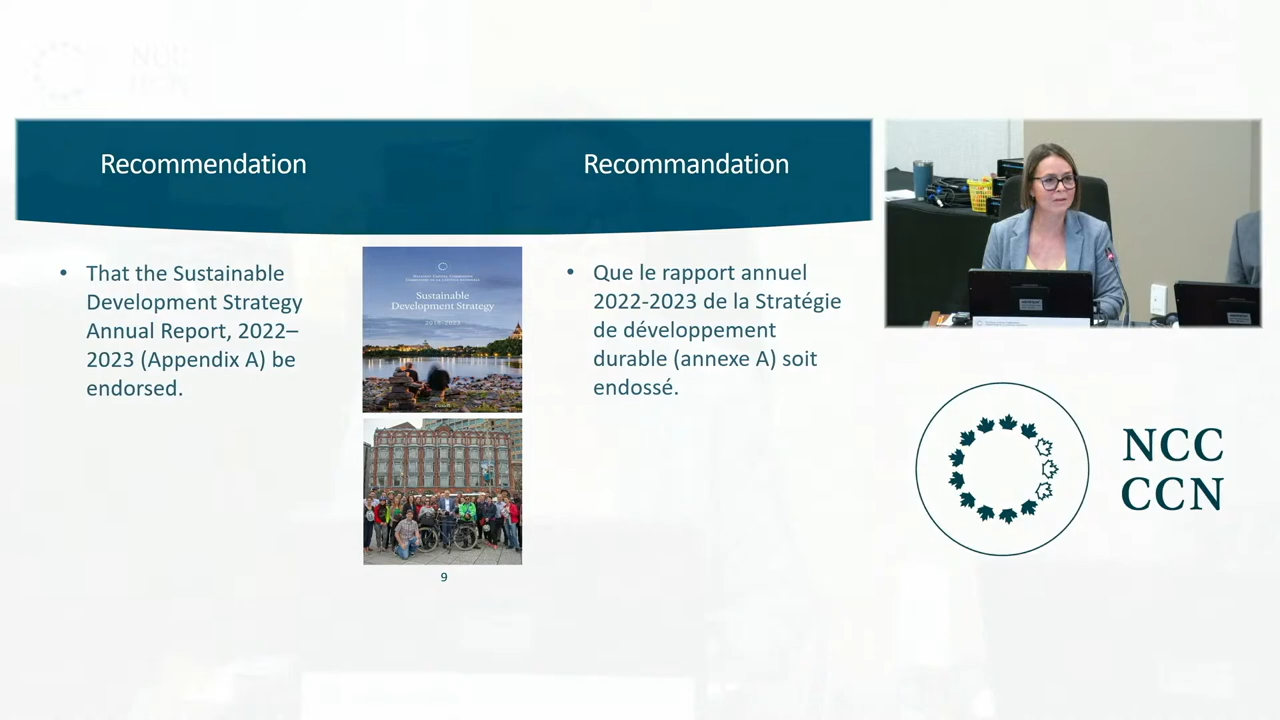 Recommendation
Recommandation
• That the Sustainable
Development Strategy
Annual Report, 2022–
2023 (Appendix A) be
endorsed.
Sustainable
Development Strategy
• Que le rapport annuel
2022-2023 de la Stratégie
de développement
durable (annexe A) soit
endossé.
9
NCC
CCN